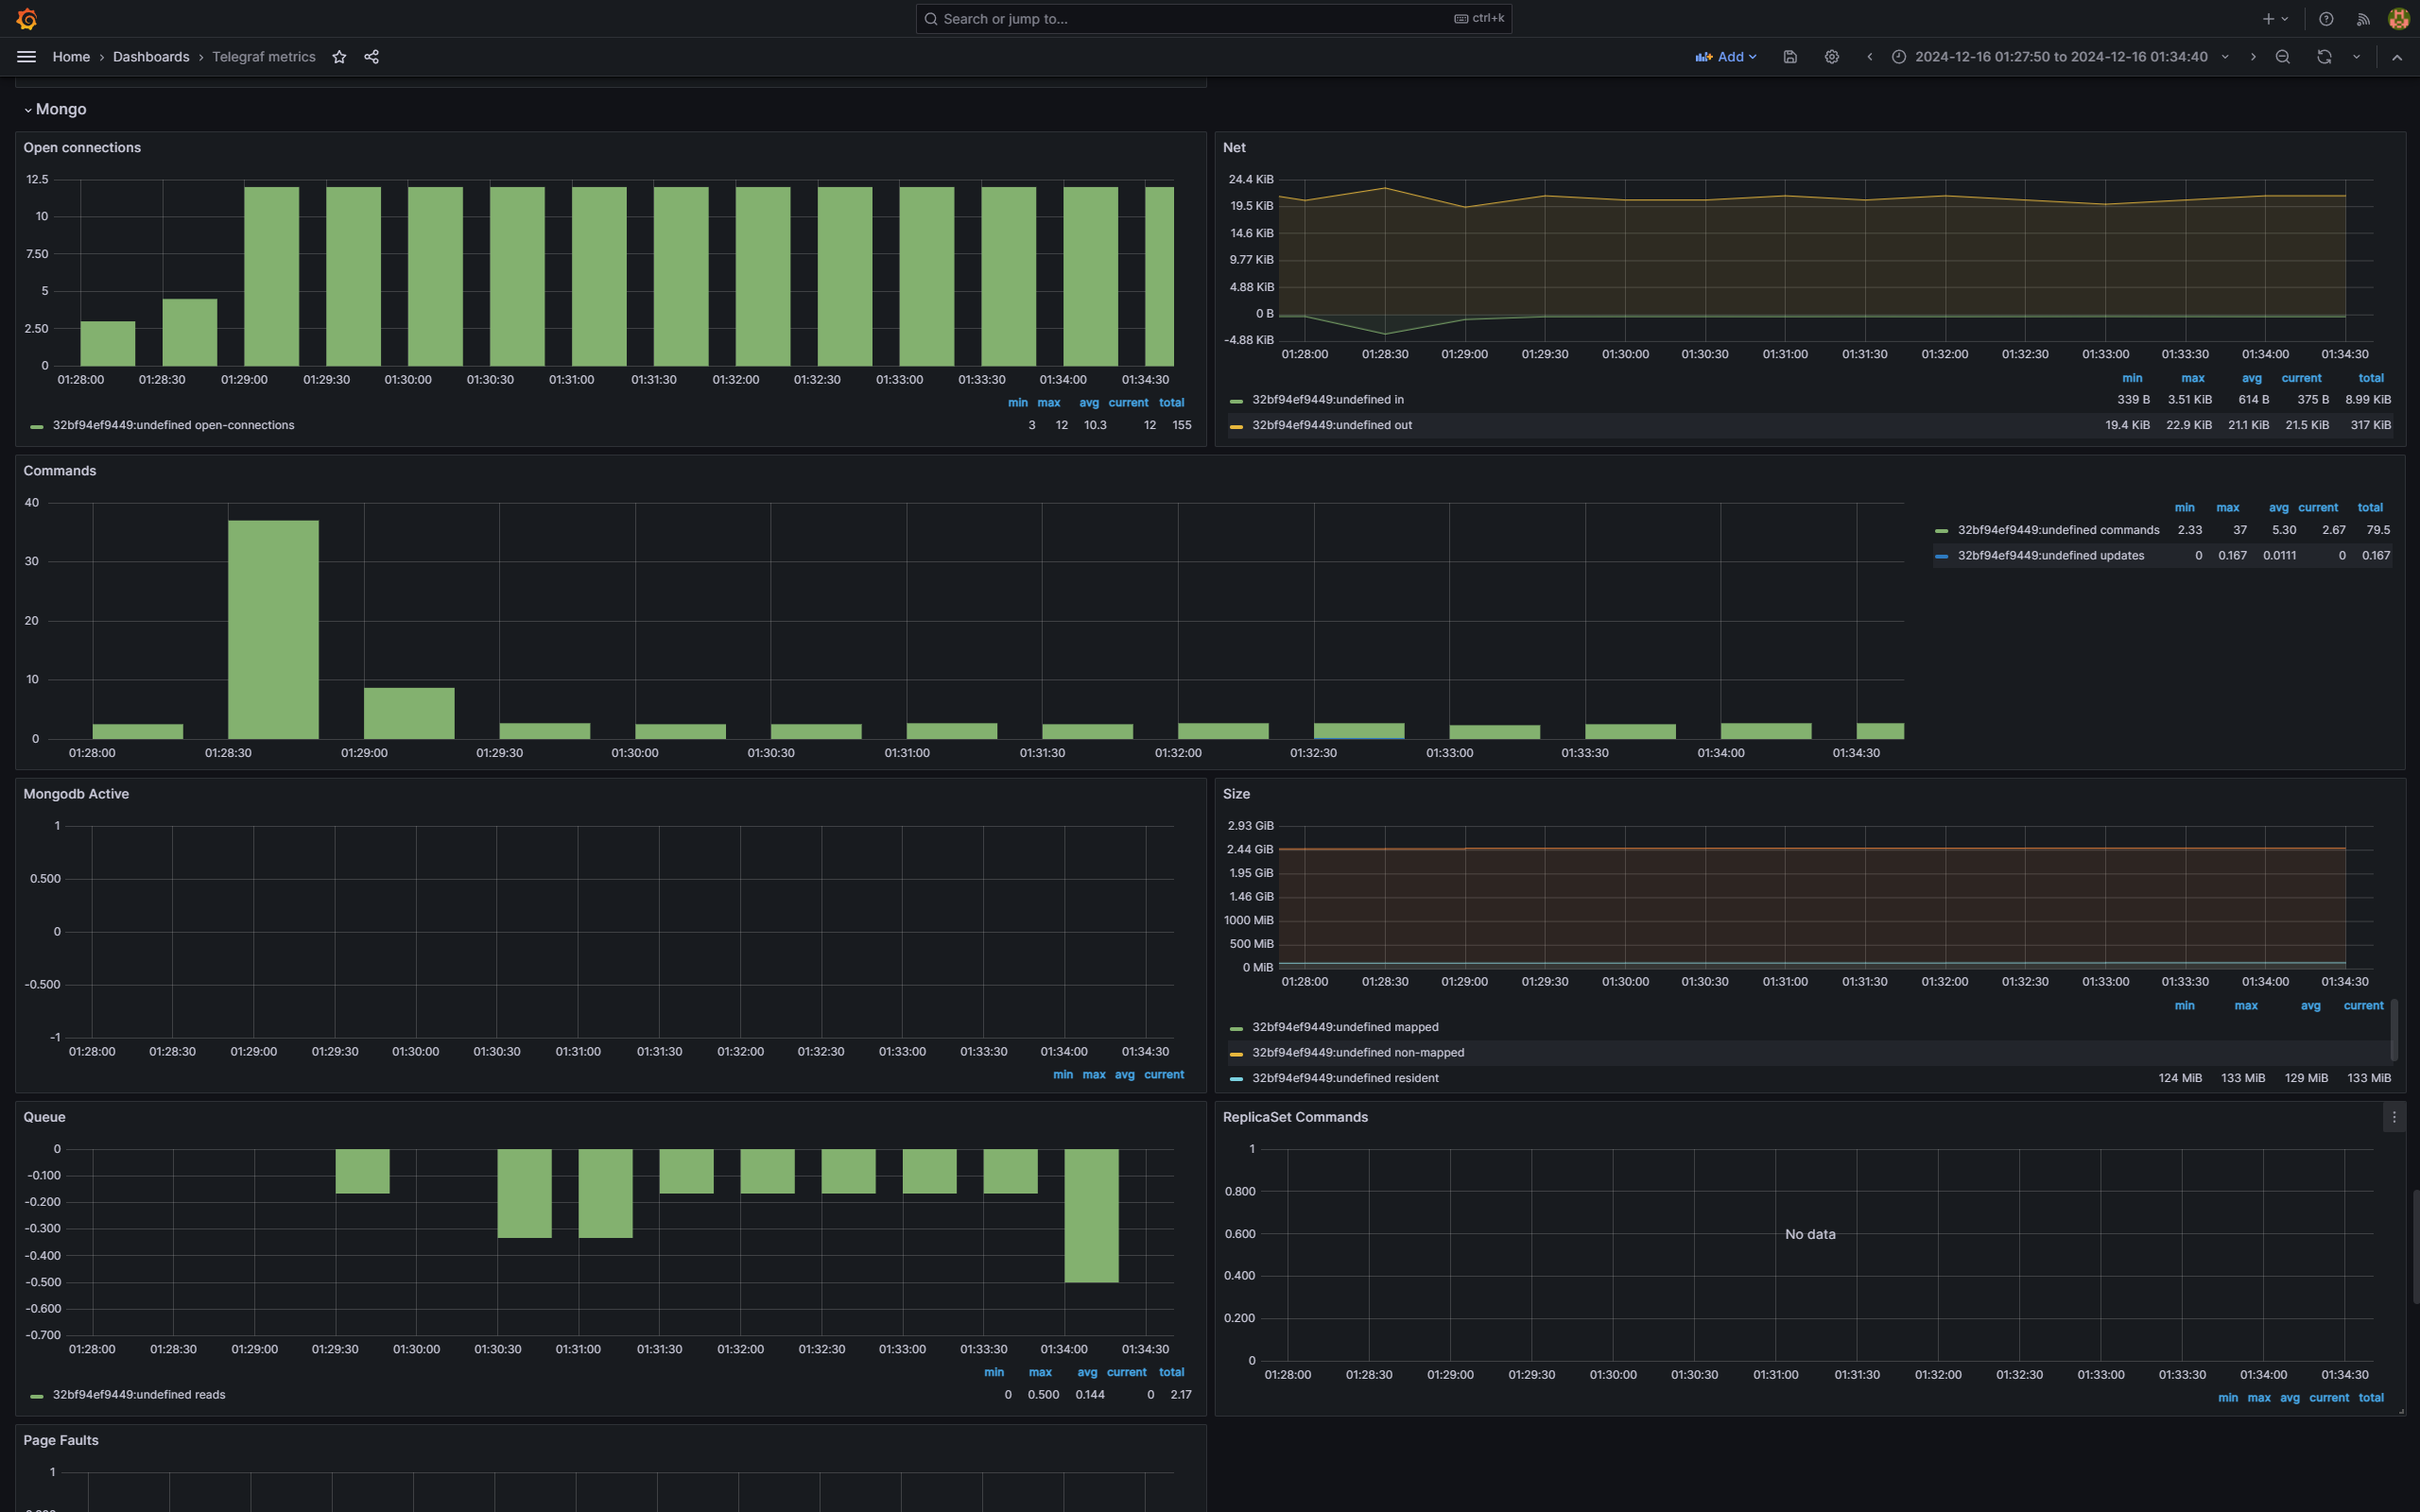 Search or jump to...
ctrl+k
Home › Dashboards › Telegraf metrics
Add
2024-12-16 01:27:50 to 2024-12-16 01:34:40
Mongo
Open connections
12.5
10
7.50
5
2.50
0
01:28:00 01:28:30 01:29:00 01:29:30 01:30:00 01:30:30 01:31:00 01:31:30 01:32:00 01:32:30 01:33:00 01:33:30 01:34:00 01:34:30
min max avg current total
32bf94ef9449:undefined open-connections 3 12 10.3 12 155
Net
24.4 KiB
19.5 KiB
14.6 KiB
9.77 KiB
4.88 KiB
0 B
-4.88 KiB
01:28:00 01:28:30 01:29:00 01:29:30 01:30:00 01:30:30 01:31:00 01:31:30 01:32:00 01:32:30 01:33:00 01:33:30 01:34:00 01:34:30
min max avg current total
32bf94ef9449:undefined in 339 B 3.51 KiB 614 B 375 B 8.99 KiB
32bf94ef9449:undefined out 19.4 KiB 22.9 KiB 21.1 KiB 21.5 KiB 317 KiB
Commands
40
30
20
10
0
01:28:00 01:28:30 01:29:00 01:29:30 01:30:00 01:30:30 01:31:00 01:31:30 01:32:00 01:32:30 01:33:00 01:33:30 01:34:00 01:34:30
min max avg current total
32bf94ef9449:undefined commands 2.33 37 5.30 2.67 79.5
32bf94ef9449:undefined updates 0 0.167 0.0111 0 0.167
Mongodb Active
1
0.500
0
-0.500
-1
01:28:00 01:28:30 01:29:00 01:29:30 01:30:00 01:30:30 01:31:00 01:31:30 01:32:00 01:32:30 01:33:00 01:33:30 01:34:00 01:34:30
min max avg current
Size
2.93 GiB
2.44 GiB
1.95 GiB
1.46 GiB
1000 MiB
500 MiB
0 MiB
01:28:00 01:28:30 01:29:00 01:29:30 01:30:00 01:30:30 01:31:00 01:31:30 01:32:00 01:32:30 01:33:00 01:33:30 01:34:00 01:34:30
min max avg current
32bf94ef9449:undefined mapped
32bf94ef9449:undefined non-mapped
32bf94ef9449:undefined resident 124 MiB 133 MiB 129 MiB 133 MiB
Queue
0
-0.100
-0.200
-0.300
-0.400
-0.500
-0.600
-0.700
01:28:00 01:28:30 01:29:00 01:29:30 01:30:00 01:30:30 01:31:00 01:31:30 01:32:00 01:32:30 01:33:00 01:33:30 01:34:00 01:34:30
min max avg current total
32bf94ef9449:undefined reads 0 0.500 0.144 0 2.17
ReplicaSet Commands
1
0.800
0.600
0.400
0.200
0
No data
01:28:00 01:28:30 01:29:00 01:29:30 01:30:00 01:30:30 01:31:00 01:31:30 01:32:00 01:32:30 01:33:00 01:33:30 01:34:00 01:34:30
min max avg current total
Page Faults
1